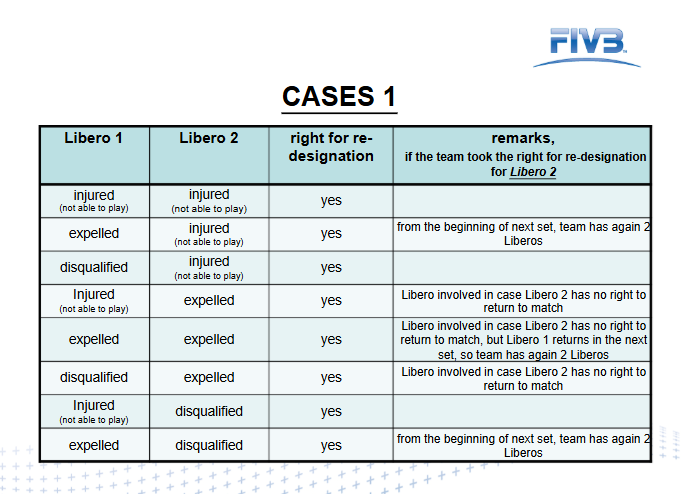 FIVB
CASES 1
Libero 1 Libero 2 right for re-designation remarks,
if the team took the right for re-designation
for Libero 2
injured
(not able to play)
injured
(not able to play)
yes
expelled
injured
(not able to play)
yes
from the beginning of next set, team has again 2
Liberos
disqualified
injured
(not able to play)
yes
Injured
(not able to play)
expelled
yes
Libero involved in case Libero 2 has no right to
return to match
expelled
expelled
yes
Libero involved in case Libero 2 has no right to
return to match, but Libero 1 returns in the next
set, so team has again 2 Liberos
disqualified
expelled
yes
Libero involved in case Libero 2 has no right to
return to match
Injured
(not able to play)
disqualified
yes
expelled
disqualified
yes
from the beginning of next set, team has again 2
Liberos